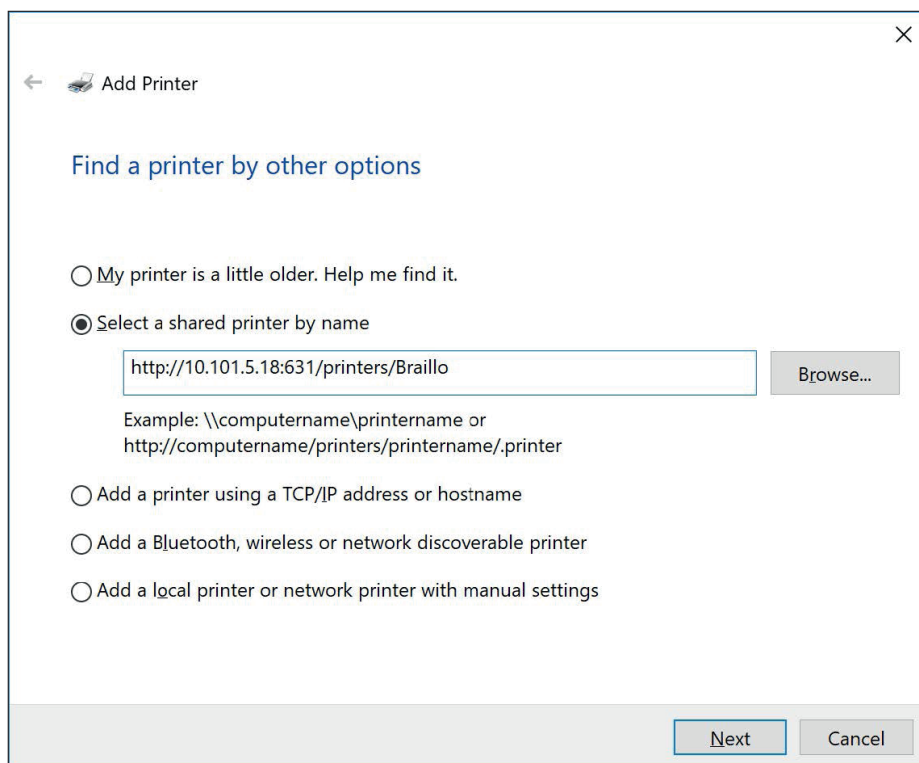 Add Printer
Find a printer by other options
My printer is a little older. Help me find it.
Select a shared printer by name
http://10.101.5.18:631/printers/Braillo
Browse...
Example: \\computername\printername or
http://computername/printers/printername/.printer
Add a printer using a TCP/IP address or hostname
Add a Bluetooth, wireless or network discoverable printer
Add a local printer or network printer with manual settings
Next
Cancel